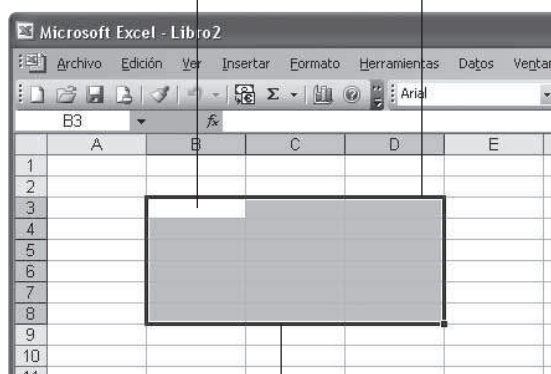 Microsoft Excel - Libro2
Archivo Edición Ver Insertar Formato Herramientas Datos
Σ Arial
B3 fx
A B C D E
1
2
3
4
5
6
7
8
9
10